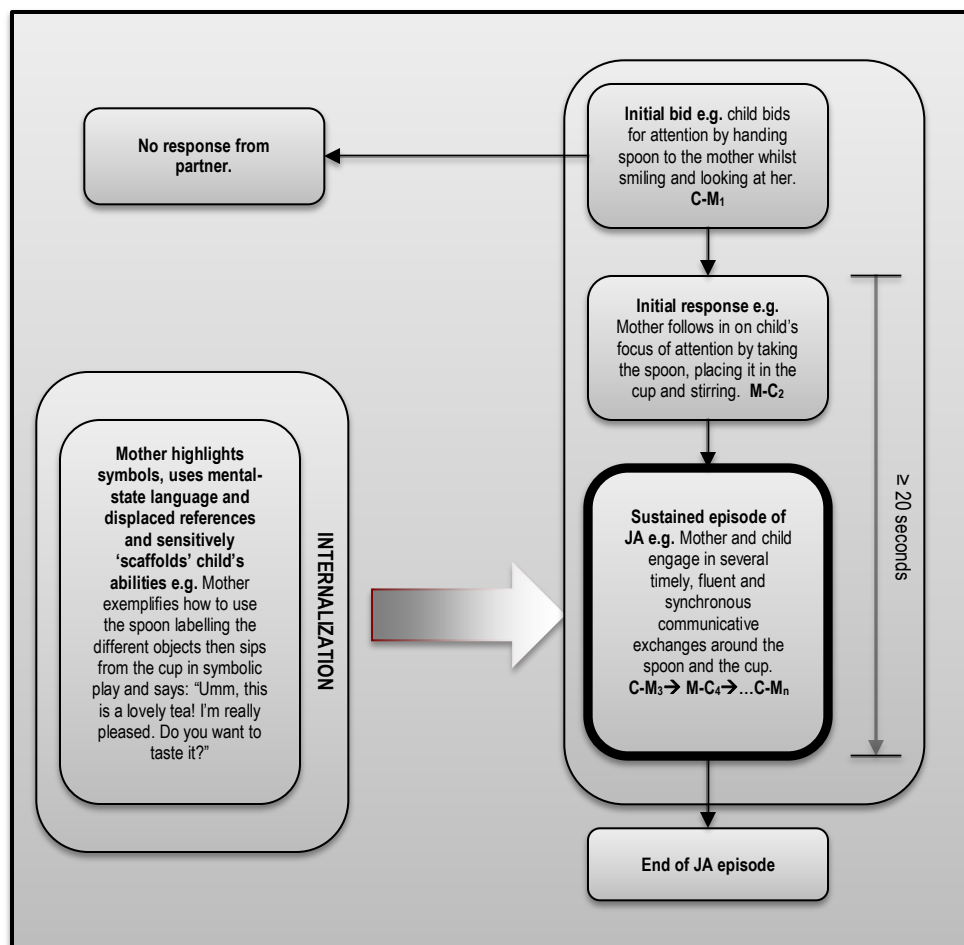 No response from
partner.
Initial bid e.g. child bids
for attention by handing
spoon to the mother whilst
smiling and looking at her.
C-M₁
Initial response e.g.
Mother follows in on child’s
focus of attention by taking
the spoon, placing it in the
cup and stirring. M-C₂
Sustained episode of
JA e.g. Mother and child
engage in several
timely, fluent and
synchronous
communicative
exchanges around the
spoon and the cup.
C-M₃→ M-C₄→…C-Mₙ
≥ 20 seconds
End of JA episode
Mother highlights
symbols, uses mental-
state language and
displaced references
and sensitively
‘scaffolds’ child’s
abilities e.g. Mother
exemplifies how to use
the spoon labelling the
different objects then sips
from the cup in symbolic
play and says: “Umm, this
is a lovely tea! I’m really
pleased. Do you want to
taste it?”
INTERNALIZATION